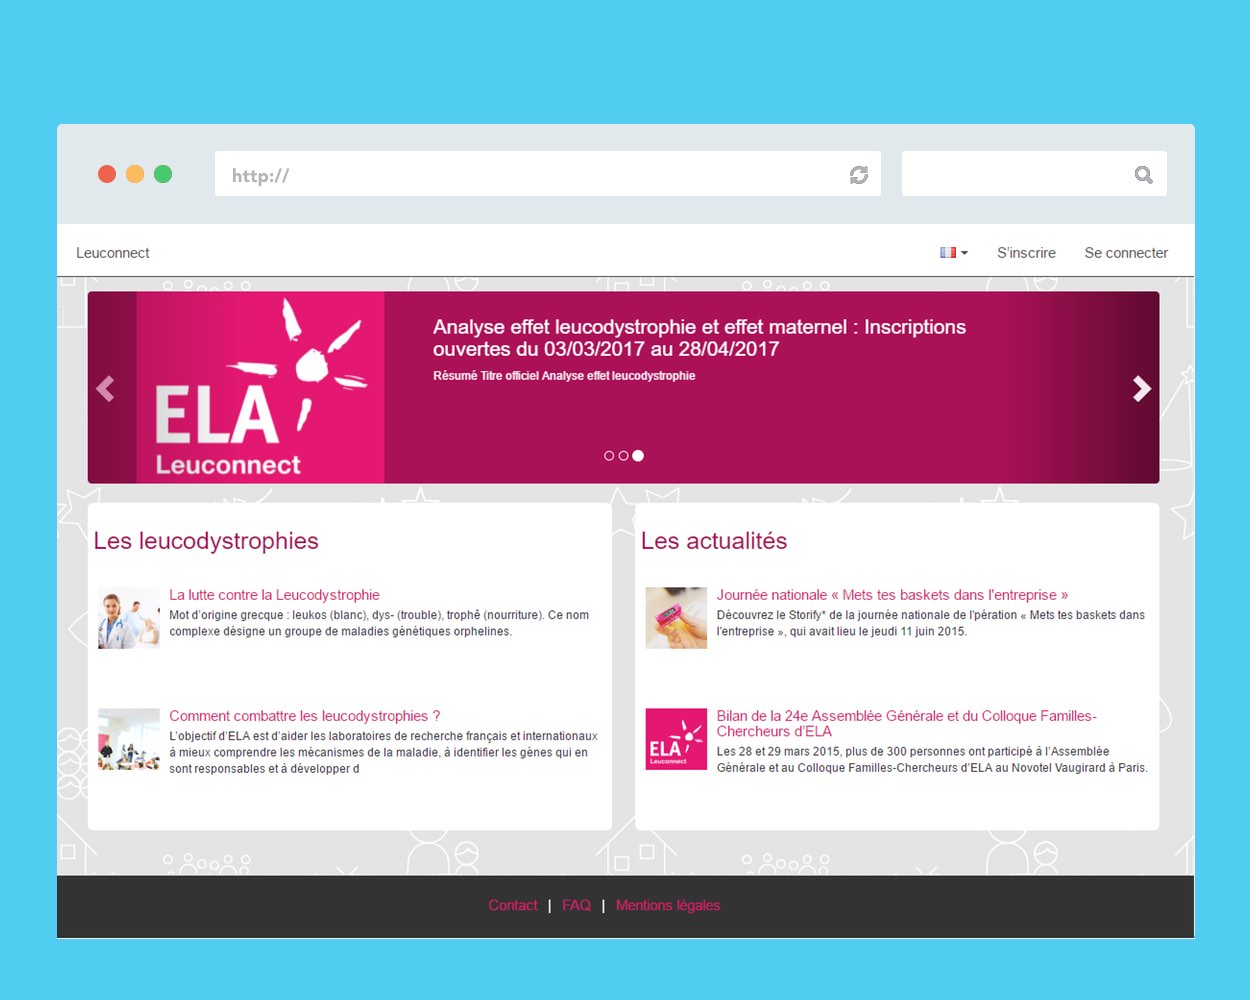 http://
Leuconnect
S'inscrire
Se connecter
ELA
Leuconnect
Analyse effet leucodystrophie et effet maternel : Inscriptions
ouvertes du 03/03/2017 au 28/04/2017
Résumé Titre officiel Analyse effet leucodystrophie
Les leucodystrophies
La lutte contre la Leucodystrophie
Mot d'origine grecque : leukos (blanc), dys- (trouble), trophê (nourriture). Ce nom
complexe désigne un groupe de maladies génétiques orphelines.
Comment combattre les leucodystrophies ?
L'objectif d'ELA est d'aider les laboratoires de recherche français et internationaux
à mieux comprendre les mécanismes de la maladie, à identifier les gènes qui en
sont responsables et à développer d
Les actualités
Journée nationale « Mets tes baskets dans l'entreprise »
Découvrez le Storify* de la journée nationale de l'pération « Mets tes baskets dans
l'entreprise », qui avait lieu le jeudi 11 juin 2015.
ELA
Leuconnect
Bilan de la 24e Assemblée Générale et du Colloque Familles-
Chercheurs d'ELA
Les 28 et 29 mars 2015, plus de 300 personnes ont participé à l'Assemblée
Générale et au Colloque Familles-Chercheurs d'ELA au Novotel Vaugirard à Paris.
Contact | FAQ | Mentions légales